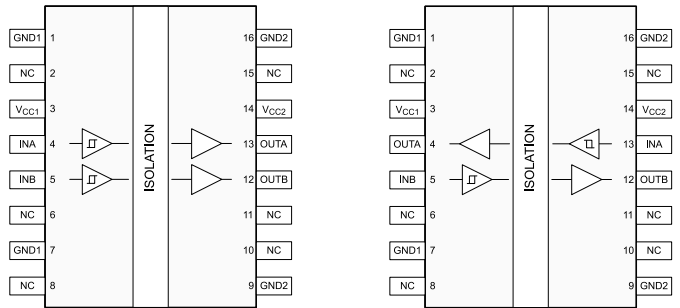 GND1 1 16 GND2
NC 2 15 NC
VCC1 3 14 VCC2
INA 4 13 OUTA
INB 5 12 OUTB
NC 6 11 NC
GND1 7 10 NC
NC 8 9 GND2
ISOLATION
GND1 1 16 GND2
NC 2 15 NC
VCC1 3 14 VCC2
OUTA 4 13 INA
INB 5 12 OUTB
NC 6 11 NC
GND1 7 10 NC
NC 8 9 GND2
ISOLATION